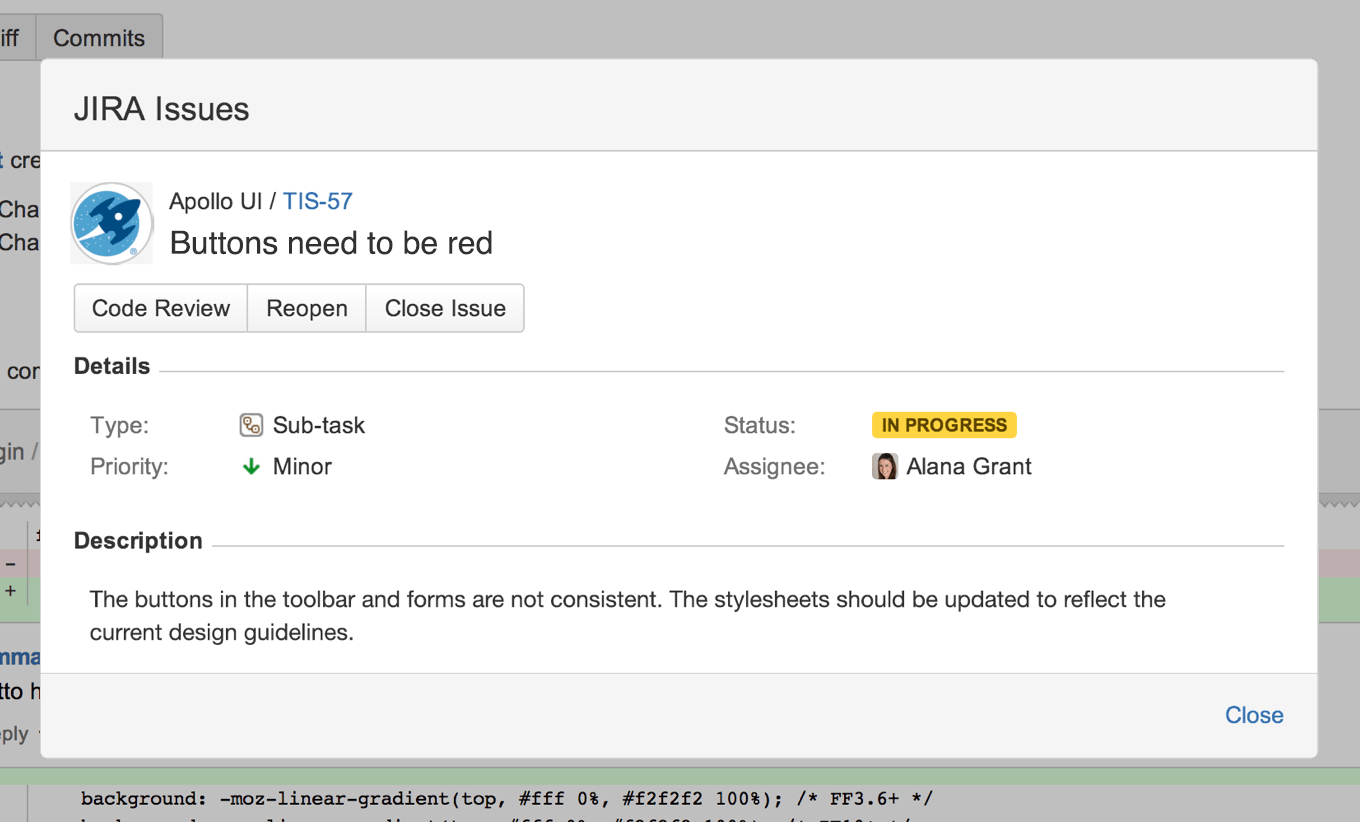 iff
Commits
JIRA Issues
cre
Apollo UI / TIS-57
Cha
Buttons need to be red
Cha
Code Review
Reopen
Close Issue
con
Details
Type:
Sub-task
Status:
IN PROGRESS
gin /
Priority:
Minor
Assignee:
Alana Grant
Description
-
+
The buttons in the toolbar and forms are not consistent. The stylesheets should be updated to reflect the
current design guidelines.
mma
tto h
Close
eply
background: -moz-linear-gradient(top, #fff 0%, #f2f2f2 100%); /* FF3.6+ */